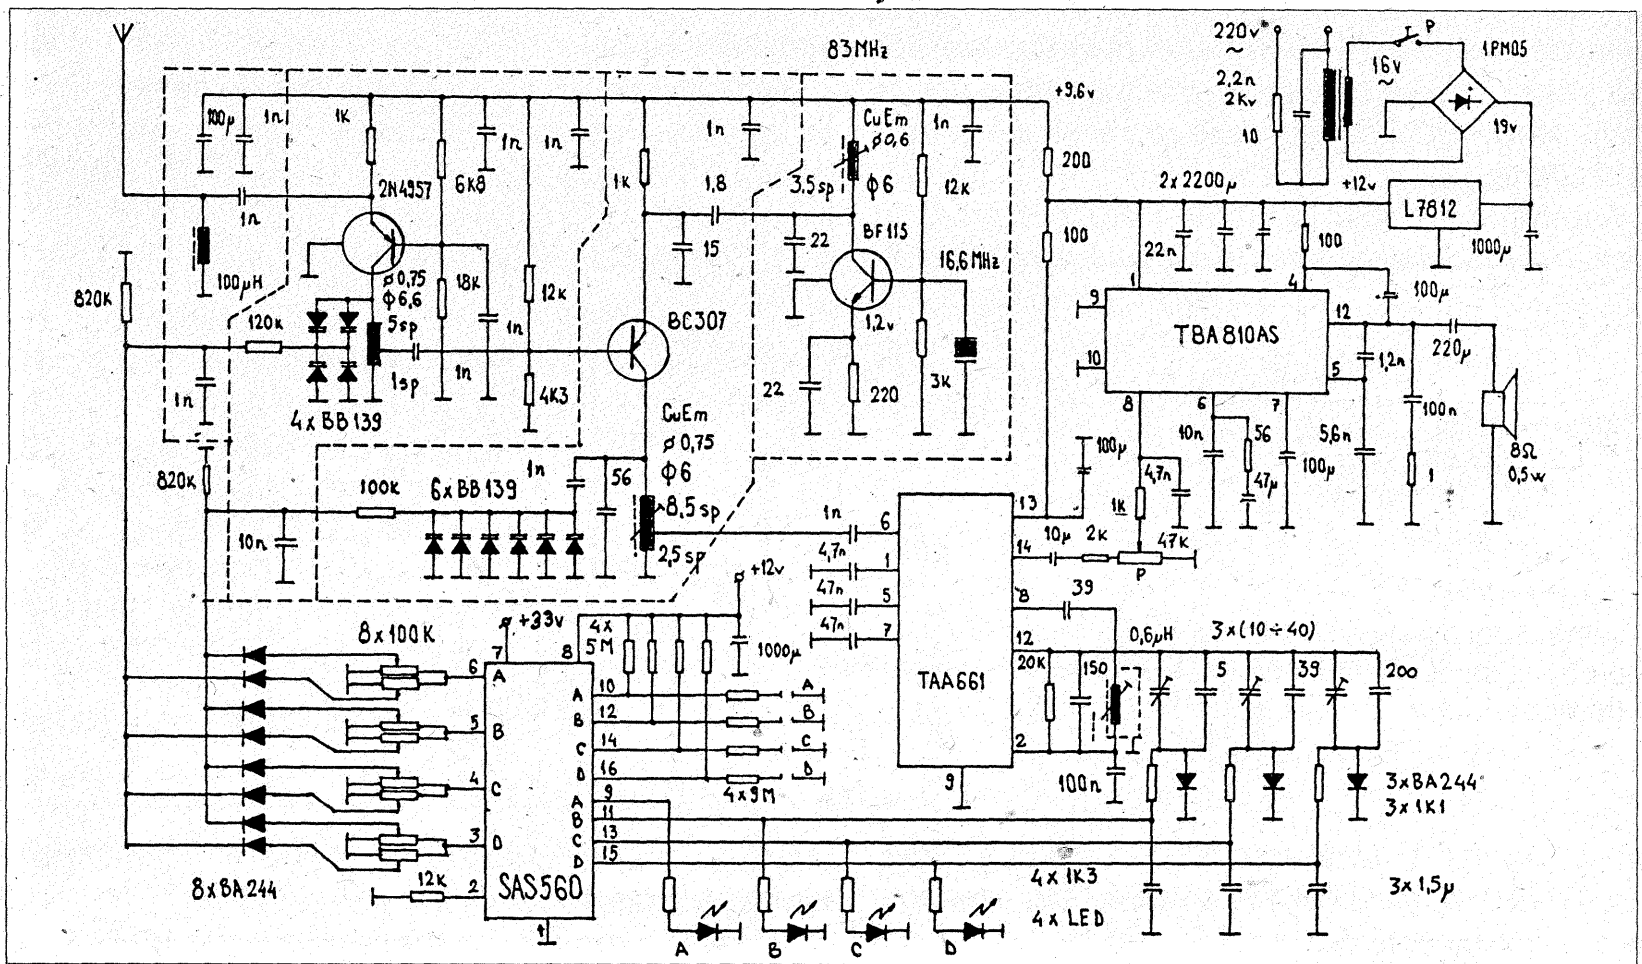 83MHz
220v*
~
2,2n
2Kv
10
P
16v
~
1PM05
19v
+9,6v
100µ
1n
1K
1n
1n
1n
CuEm
ø0,6
1n
200
2N4957
6K8
1K
1,8
3,5sp
ϕ6
12K
2x2200µ
+12v
L7812
1n
BF115
15
22
16,6MHz
100
22n
100
1000µ
100µH
ø0,75
ϕ6,6
18K
12K
1
4
100µ
820K
120K
5sp
1n
BC307
1,2v
9
TBA810AS
12
220µ
1sp
1n
10
1,2n
5
1n
4K3
22
220
3K
8
6
7
100n
4xBB139
CuEm
ø0,75
ϕ6
100µ
10n
56
5,6n
8Ω
0,5w
820K
1n
56
4,7n
47µ
100µ
1
100K
6xBB139
8,5sp
1n
6
13
1K
10n
2,5sp
4,7n
1
14
10µ
2K
47K
P
+12v
47n
5
8
39
+33v
47n
7
8x100K
7
8
4x
5M
1000µ
12
0,6µH
3x(10÷40)
20K
150
5
39
200
TAA661
6
A
10
A
A
5
B
12
B
B
14
C
C
2
4
C
16
D
D
4x9M
9
100n
3xBA244
3x1K1
9
A
11
B
13
C
3
D
15
D
12K
2
SAS560
8xBA244
4x1K3
3x1,5µ
4xLED
A
B
C
D